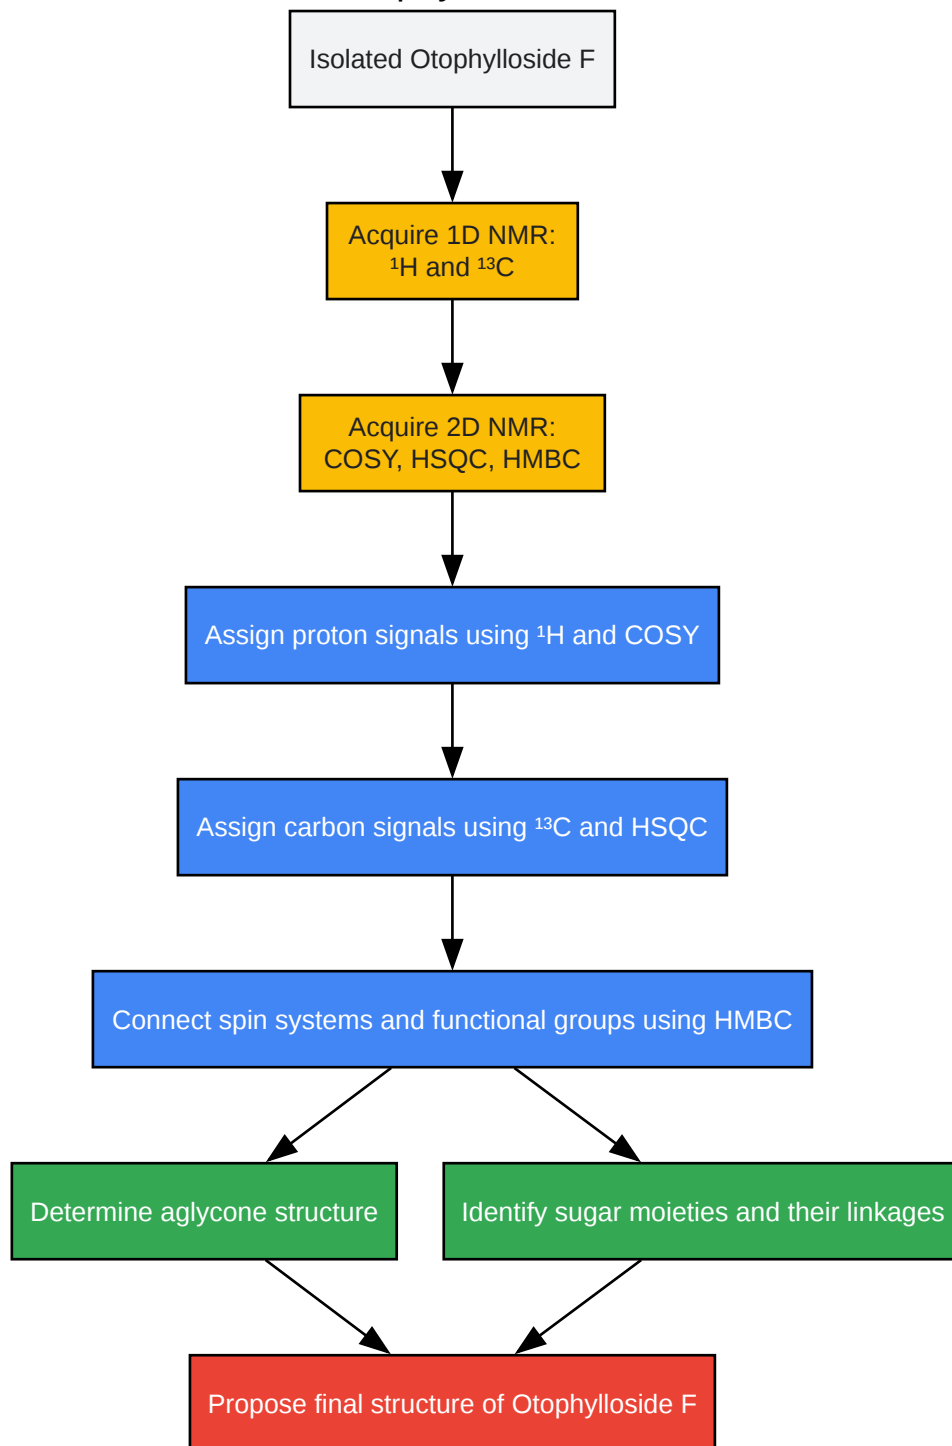 Isolated Otophylloside F
Acquire 1D NMR:
¹H and ¹³C
Acquire 2D NMR:
COSY, HSQC, HMBC
Assign proton signals using ¹H and COSY
Assign carbon signals using ¹³C and HSQC
Connect spin systems and functional groups using HMBC
Determine aglycone structure
Identify sugar moieties and their linkages
Propose final structure of Otophylloside F